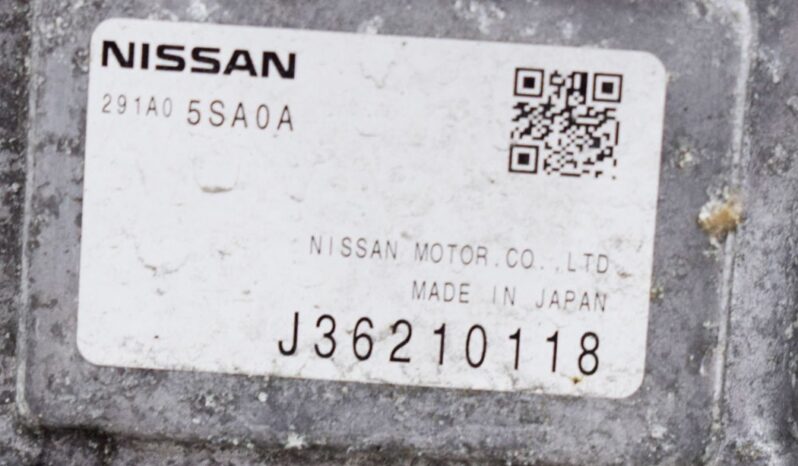 NISSAN
291A0 5SA0A
NISSAN MOTOR.CO.,LTD
MADE IN JAPAN
J36210118